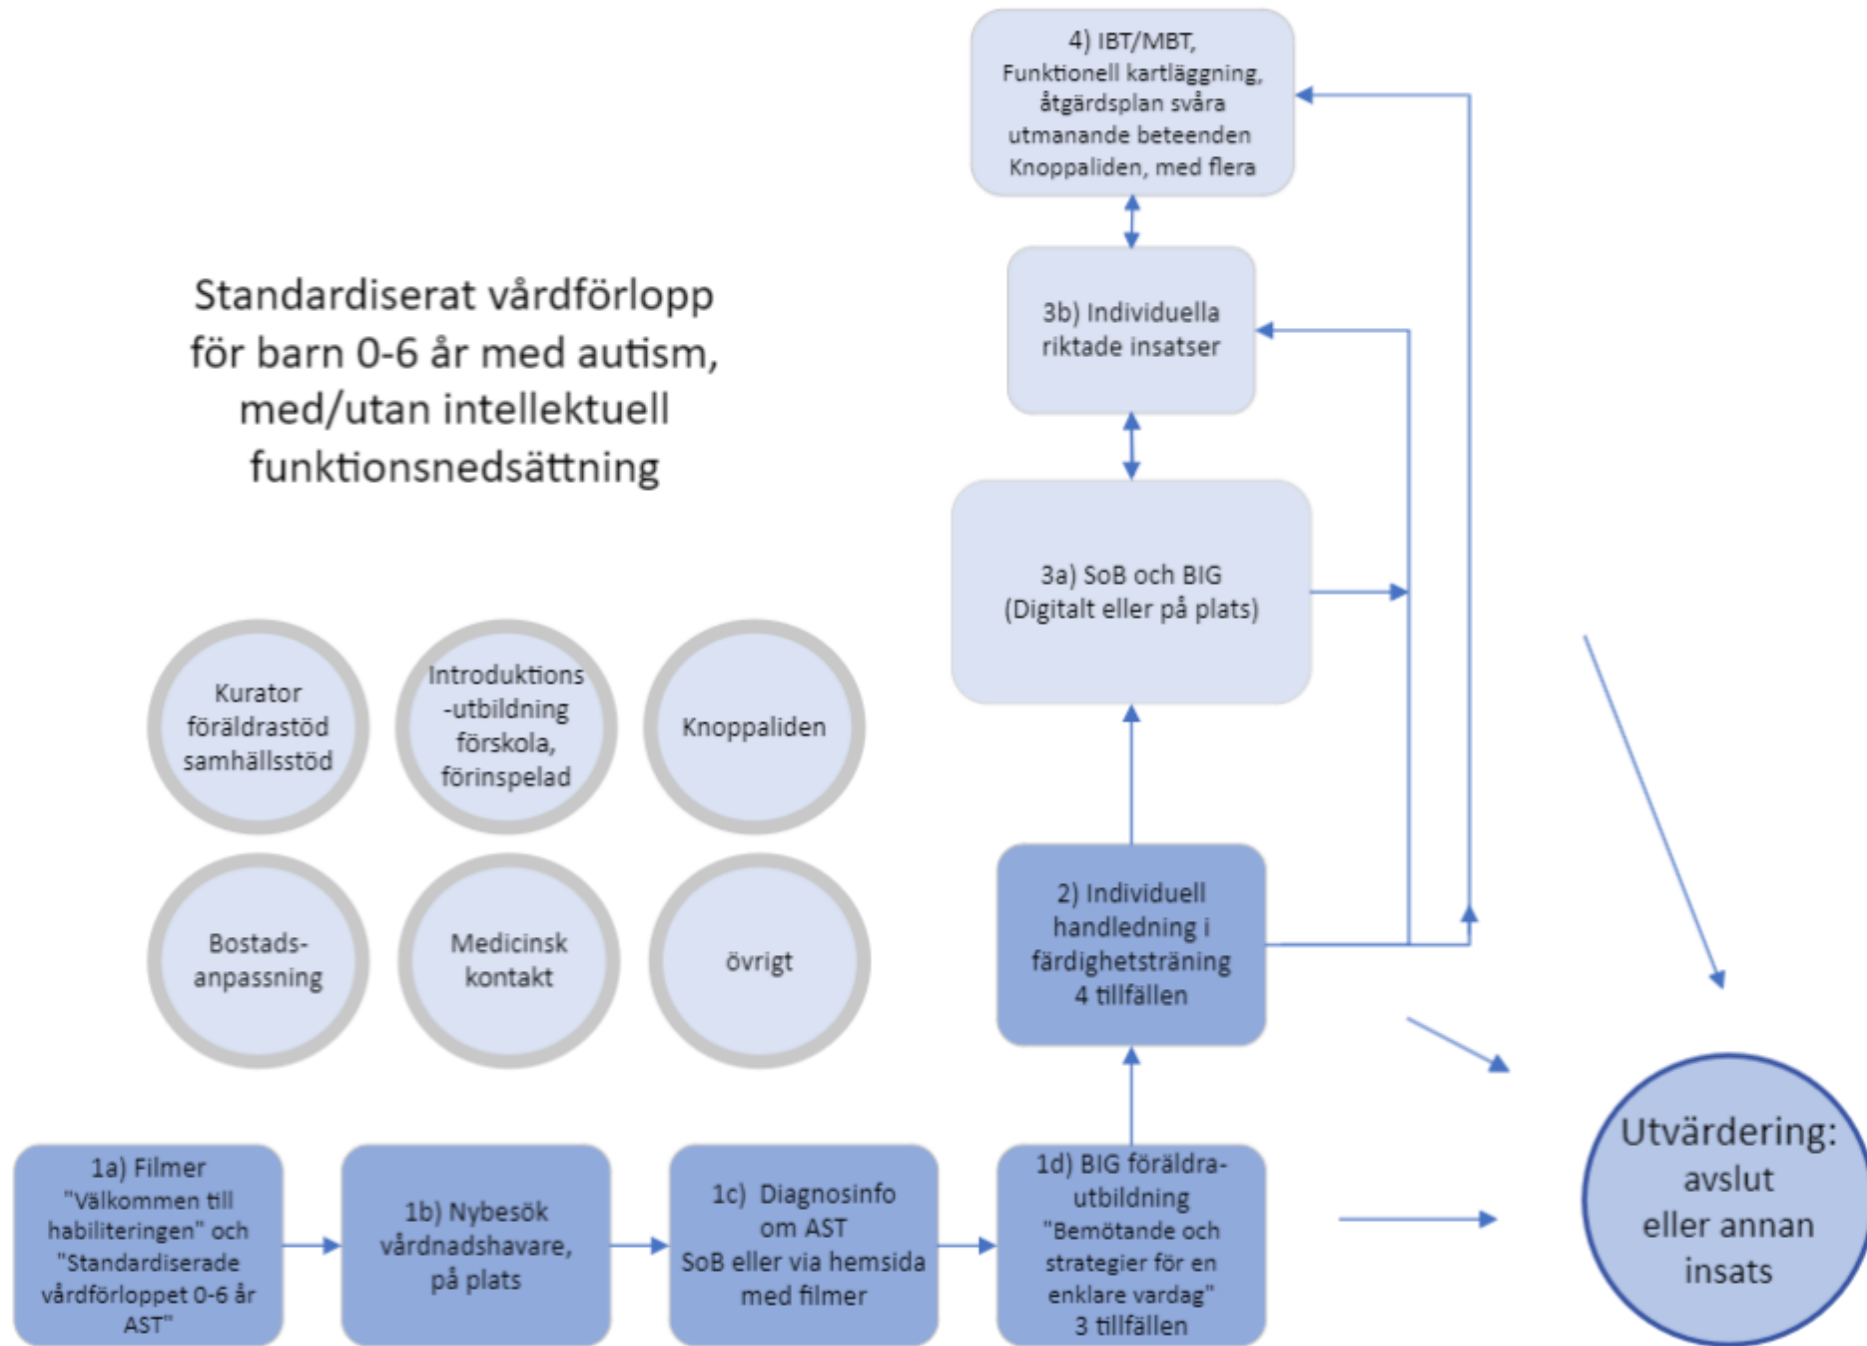 4) IBT/MBT,
Funktionell kartläggning,
åtgärdsplan svåra
utmanande beteenden
Knoppaliden, med flera
Standardiserat vårdförlopp
för barn 0-6 år med autism,
med/utan intellektuell
funktionsnedsättning
3b) Individuella
riktade insatser
3a) SoB och BIG
(Digitalt eller på plats)
Kurator
föräldrastöd
samhällsstöd
Introduktions
-utbildning
förskola,
förinspelad
Knoppaliden
Bostads-
anpassning
Medicinsk
kontakt
övrigt
2) Individuell
handledning i
färdighetsträning
4 tillfällen
1a) Filmer
"Välkommen till
habiliteringen" och
"Standardiserade
vårdförloppet 0-6 år
AST"
1b) Nybesök
vårdnadshavare,
på plats
1c) Diagnosinfo
om AST
SoB eller via hemsida
med filmer
1d) BIG föräldra-
utbildning
"Bemötande och
strategier för en
enklare vardag"
3 tillfällen
Utvärdering:
avslut
eller annan
insats